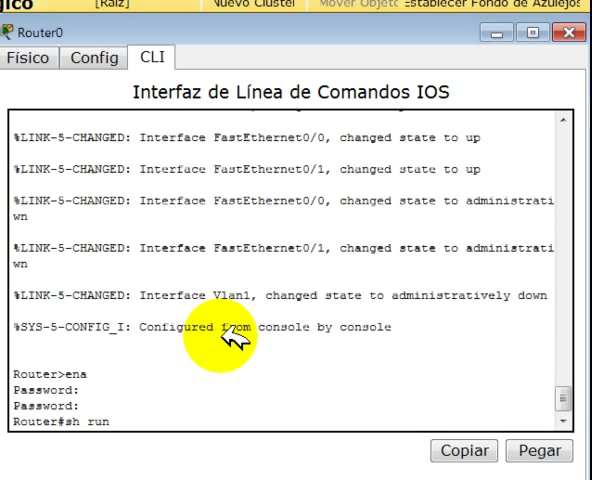 gico
[Raíz]
Nuevo Clúster
Mover Objeto
Establecer Fondo de Azulejos
Router0
Físico
Config
CLI
Interfaz de Línea de Comandos IOS
%LINK-5-CHANGED: Interface FastEthernet0/0, changed state to up
%LINK-5-CHANGED: Interface FastEthernet0/1, changed state to up
%LINK-5-CHANGED: Interface FastEthernet0/0, changed state to administrati
wn
%LINK-5-CHANGED: Interface FastEthernet0/1, changed state to administrati
wn
%LINK-5-CHANGED: Interface Vlan1, changed state to administratively down
%SYS-5-CONFIG_I: Configured from console by console
Router>ena
Password:
Password:
Router#sh run
Copiar
Pegar